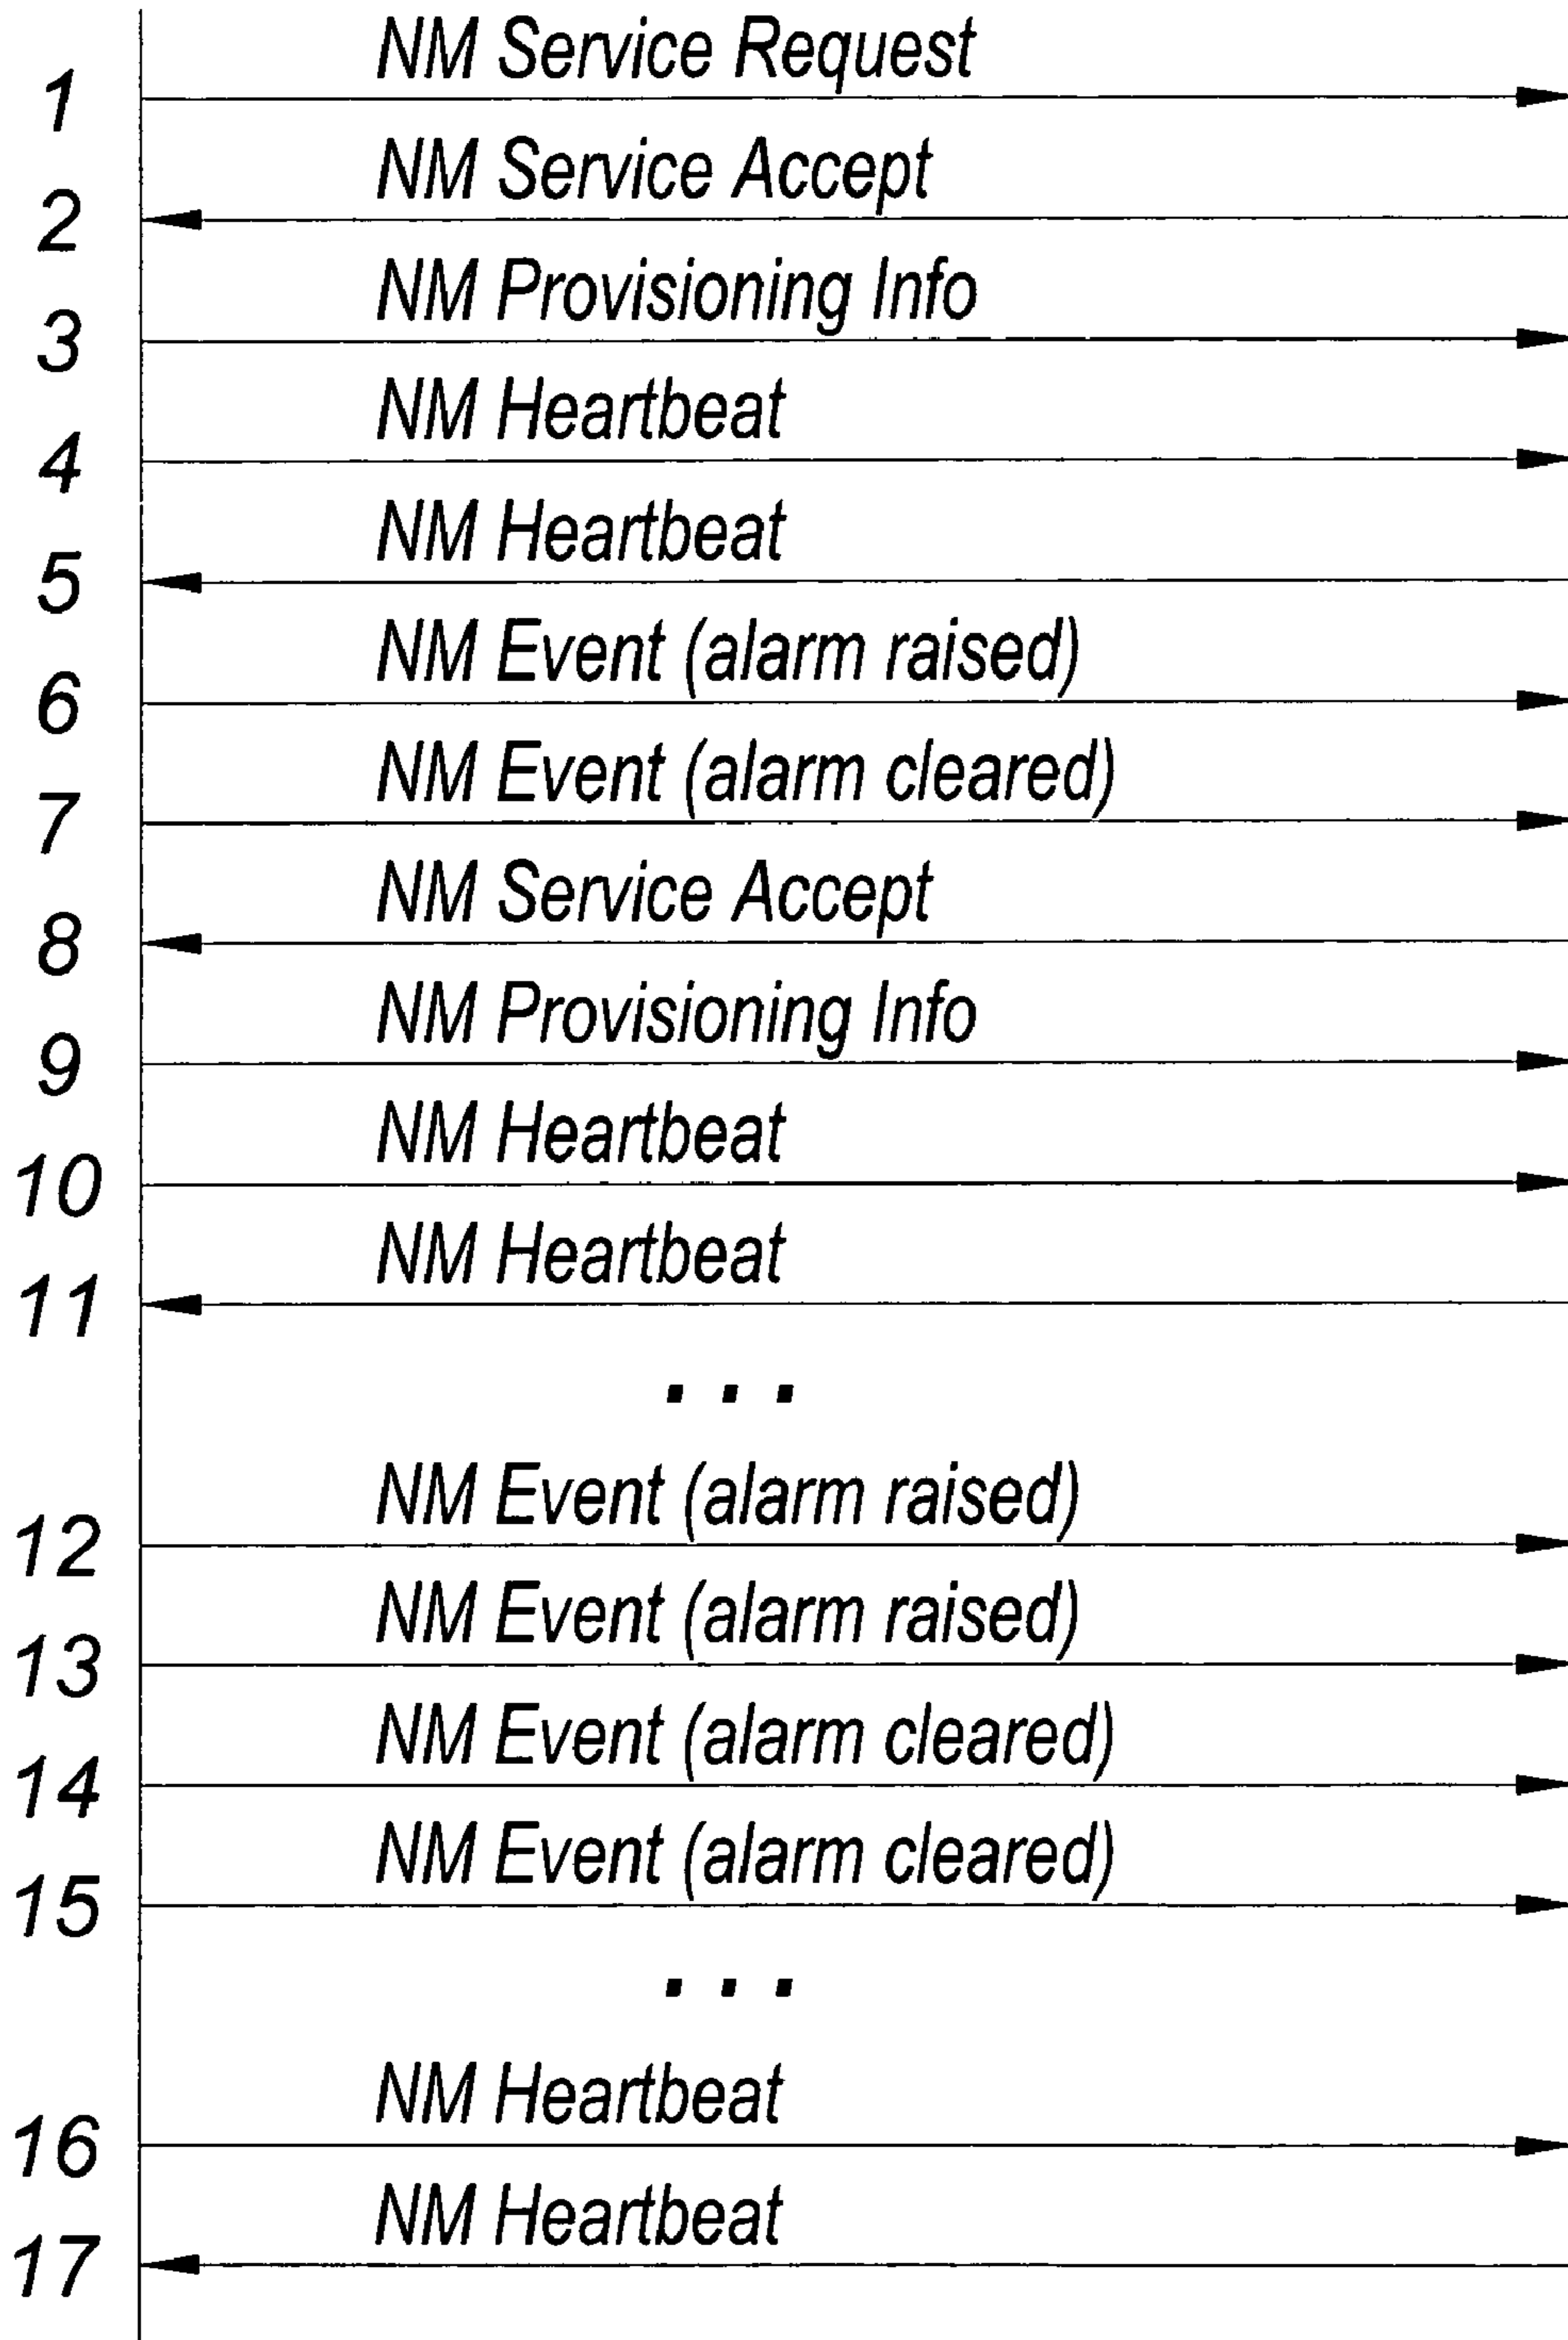 NM Service Request
1
NM Service Accept
2
NM Provisioning Info
3
NM Heartbeat
4
NM Heartbeat
5
NM Event (alarm raised)
6
NM Event (alarm cleared)
7
NM Service Accept
8
NM Provisioning Info
9
NM Heartbeat
10
NM Heartbeat
11
...
NM Event (alarm raised)
12
NM Event (alarm raised)
13
NM Event (alarm cleared)
14
NM Event (alarm cleared)
15
...
NM Heartbeat
16
NM Heartbeat
17